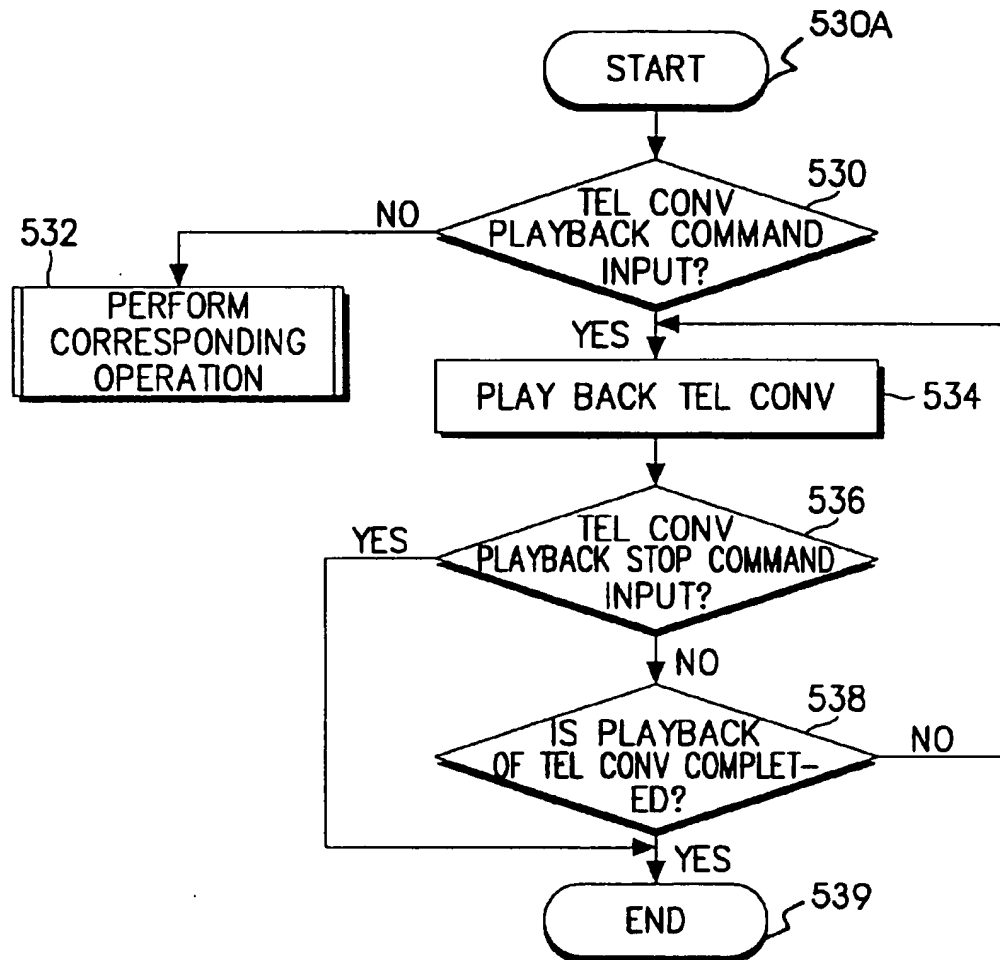 530A
START
530
TEL CONV
PLAYBACK COMMAND
INPUT?
NO
532
PERFORM
CORRESPONDING
OPERATION
YES
PLAY BACK TEL CONV
534
536
TEL CONV
PLAYBACK STOP COMMAND
INPUT?
YES
NO
538
IS PLAYBACK
OF TEL CONV COMPLET-
ED?
NO
YES
END
539